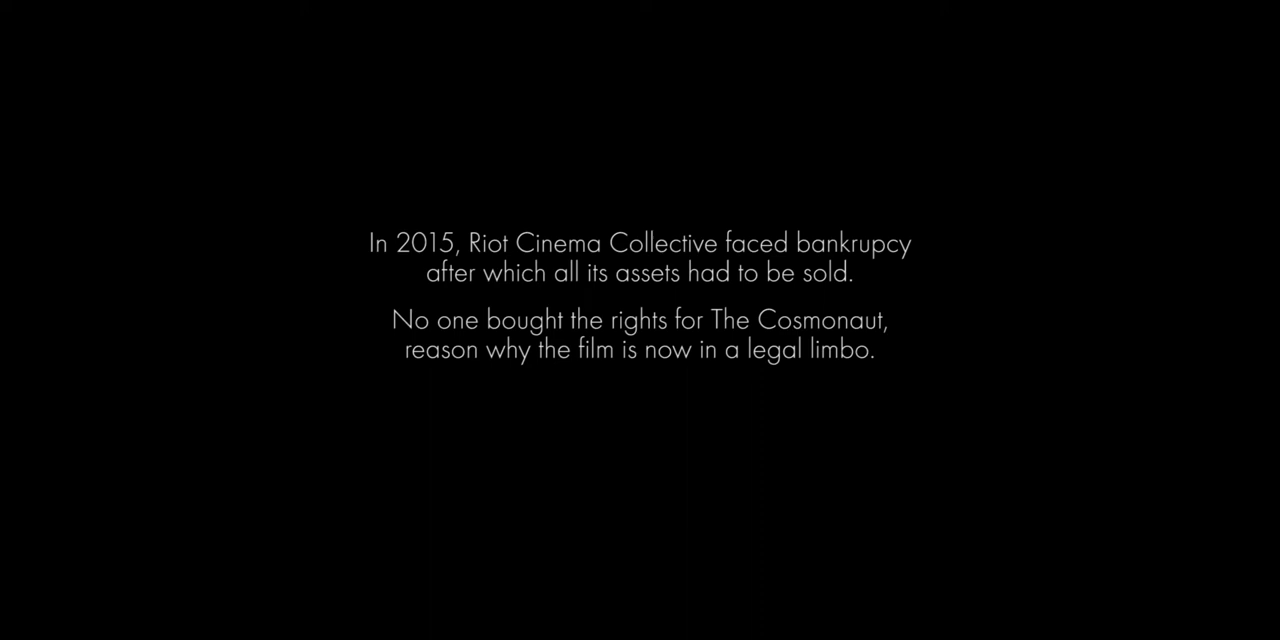 In 2015, Riot Cinema Collective faced bankrupcy
after which all its assets had to be sold.
No one bought the rights for The Cosmonaut,
reason why the film is now in a legal limbo.